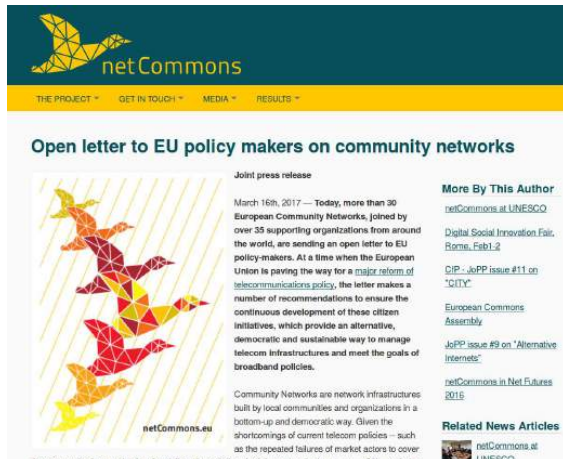 netCommons
THE PROJECT GET IN TOUCH MEDIA RESULTS
Open letter to EU policy makers on community networks
Joint press release
March 16th, 2017 — Today, more than 30
European Community Networks, joined by
over 35 supporting organizations from around
the world, are sending an open letter to EU
policy-makers. At a time when the European
Union is paving the way for a major reform of
telecommunications policy, the letter makes a
number of recommendations to ensure the
continuous development of these citizen
initiatives, which provide an alternative,
democratic and sustainable way to manage
telecom infrastructures and meet the goals of
broadband policies.
Community Networks are network infrastructures
built by local communities and organizations in a
bottom-up and democratic way. Given the
shortcomings of current telecom policies – such
as the repeated failures of market actors to cover
netCommons.eu
More By This Author
netCommons at UNESCO
Digital Social Innovation Fair,
Rome, Feb1-2
CIP - JoPP issue #11 on
"CITY"
European Commons
Assembly
JoPP issue #9 on "Alternative
Internets"
netCommons in Net Futures
2016
Related News Articles
netCommons at
UNESCO